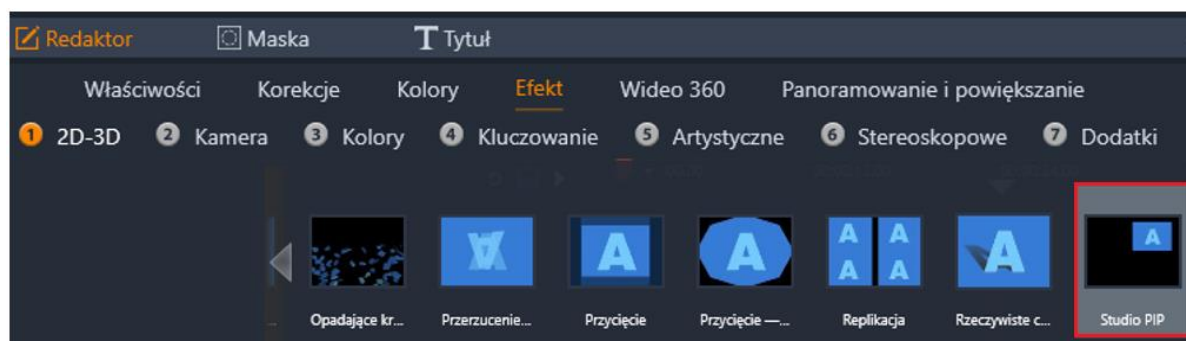 Redaktor Maska Tytuł
Właściwości Korekcje Kolory Efekt Wideo 360 Panoramowanie i powiększanie
1 2D-3D 2 Kamera 3 Kolory 4 Kluczowanie 5 Artystyczne 6 Stereoskopowe 7 Dodatki
A A A A A A A A A
... Opadające kr... Przerzucenie... Przycięcie Przycięcie —... Replikacja Rzeczywiste c... Studio PIP